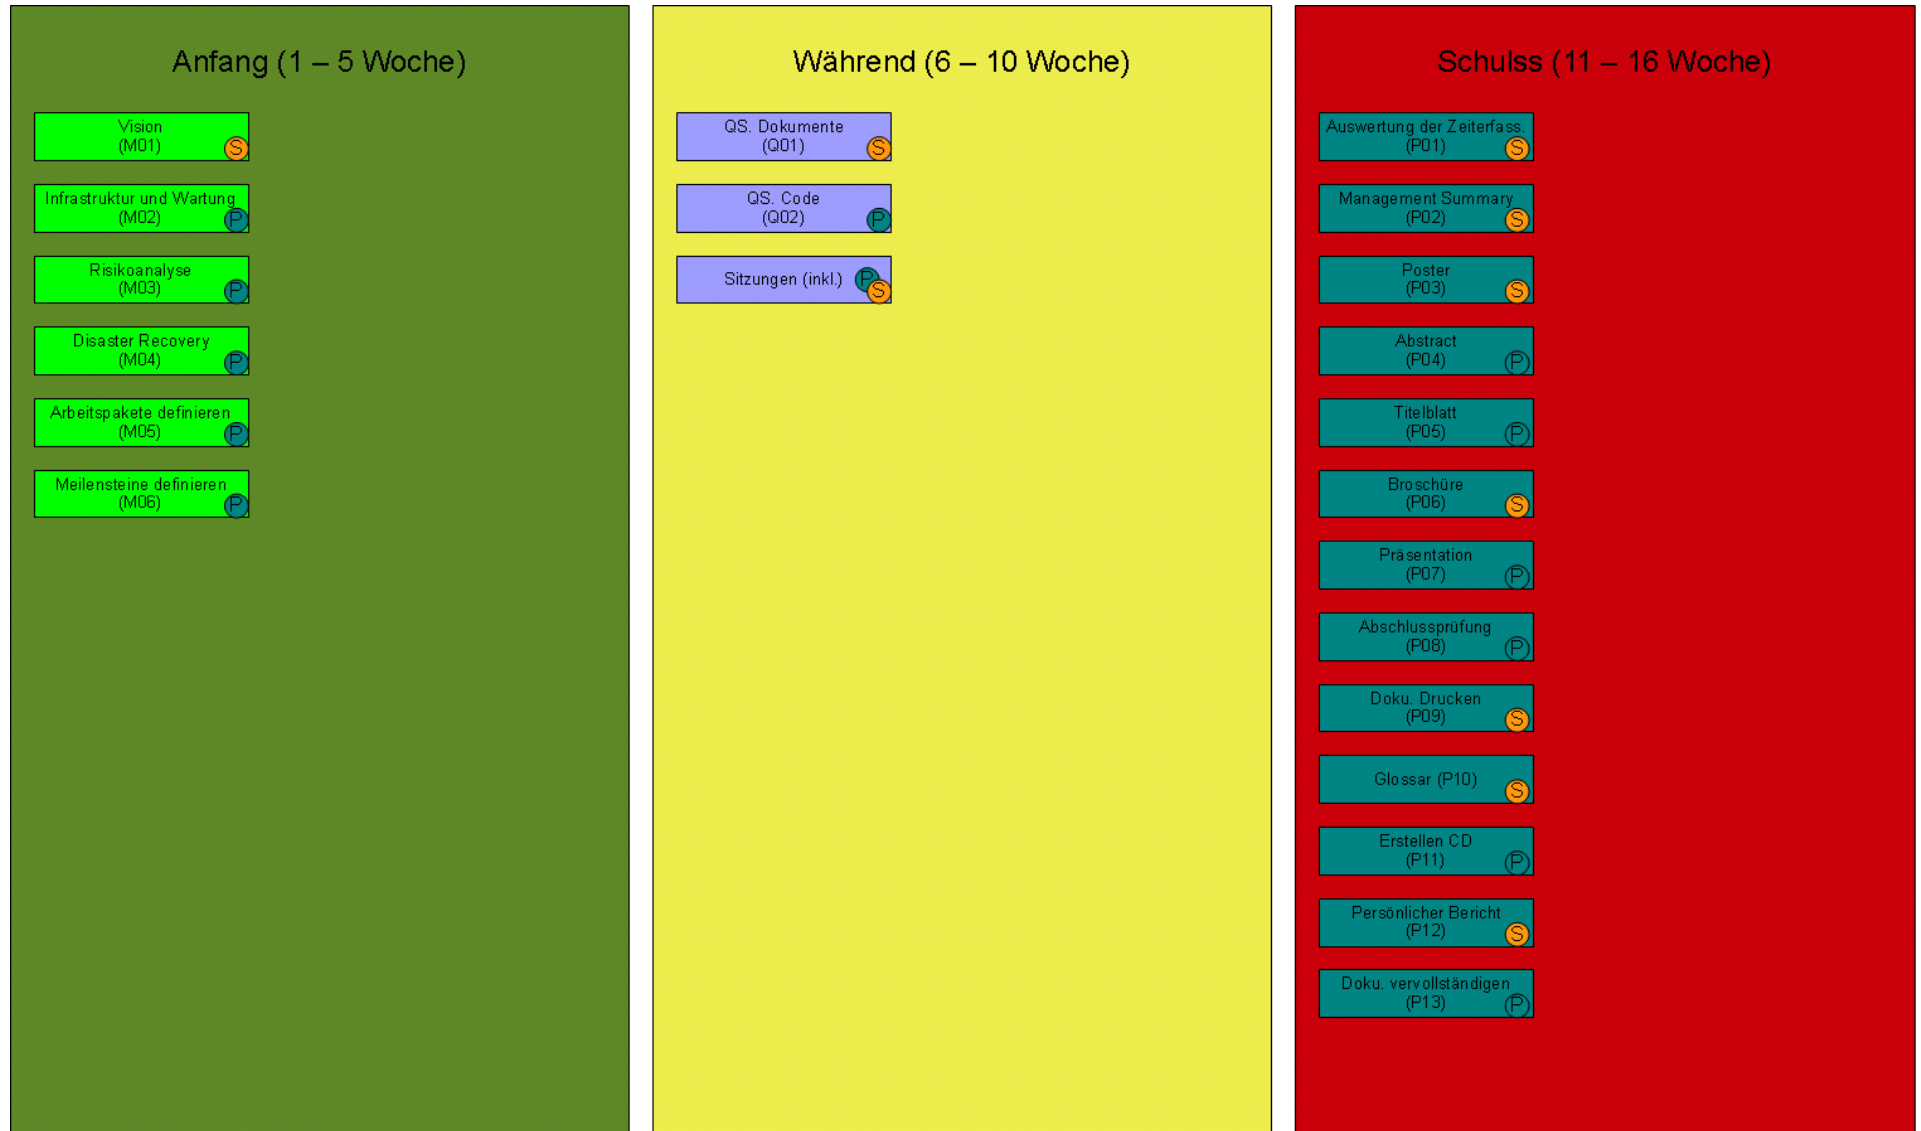 Anfang (1 – 5 Woche)
Vision
(M01)
S
Infrastruktur und Wartung
(M02)
P
Risikoanalyse
(M03)
P
Disaster Recovery
(M04)
P
Arbeitspakete definieren
(M05)
P
Meilensteine definieren
(M06)
P
Während (6 – 10 Woche)
QS. Dokumente
(Q01)
S
QS. Code
(Q02)
P
Sitzungen (inkl.)
P
S
Schulss (11 – 16 Woche)
Auswertung der Zeiterfass.
(P01)
S
Management Summary
(P02)
S
Poster
(P03)
S
Abstract
(P04)
P
Titelblatt
(P05)
P
Broschüre
(P06)
S
Präsentation
(P07)
P
Abschlussprüfung
(P08)
P
Doku. Drucken
(P09)
S
Glossar (P10)
S
Erstellen CD
(P11)
P
Persönlicher Bericht
(P12)
S
Doku. vervollständigen
(P13)
P